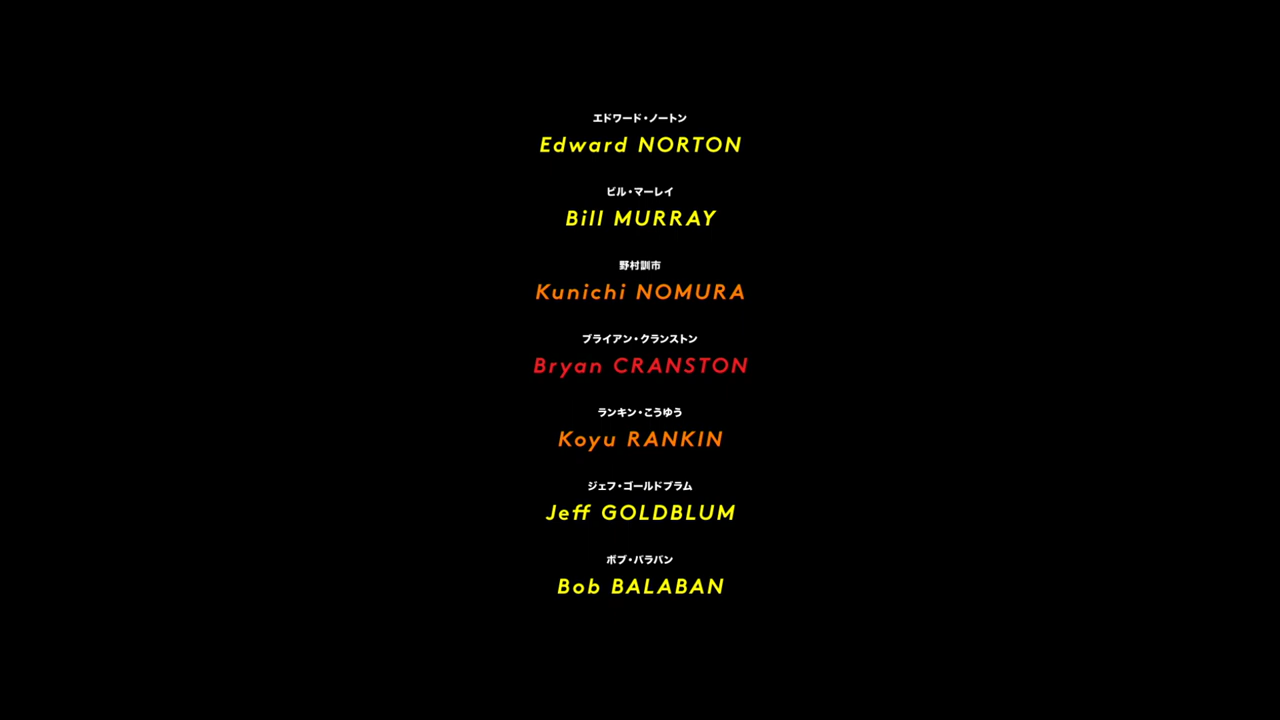 エドワード・ノートン
Edward NORTON
ビル・マーレイ
Bill MURRAY
野村訓市
Kunichi NOMURA
ブライアン・クランストン
Bryan CRANSTON
ランキン・こうゆう
Koyu RANKIN
ジェフ・ゴールドブラム
Jeff GOLDBLUM
ボブ・バラバン
Bob BALABAN